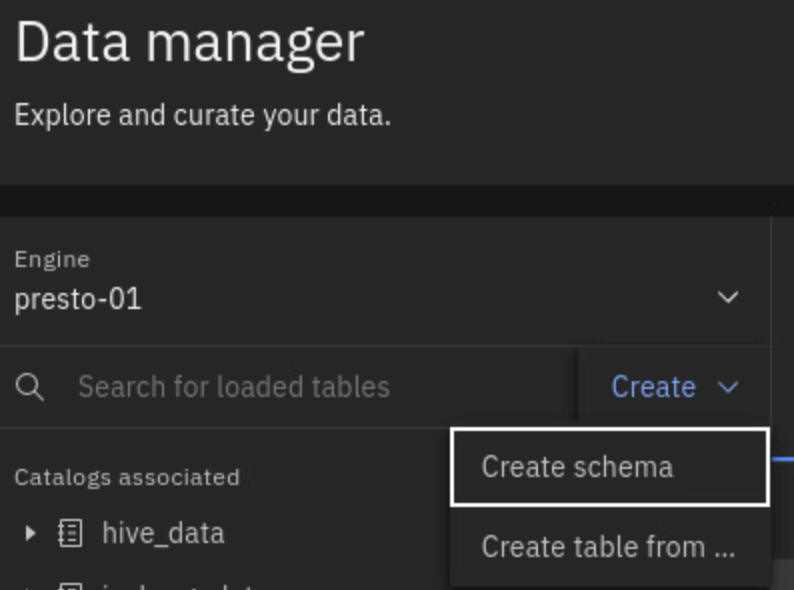 Data manager
Explore and curate your data.
Engine
presto-01
Search for loaded tables
Create
Create schema
Catalogs associated
hive_data
Create table from ...